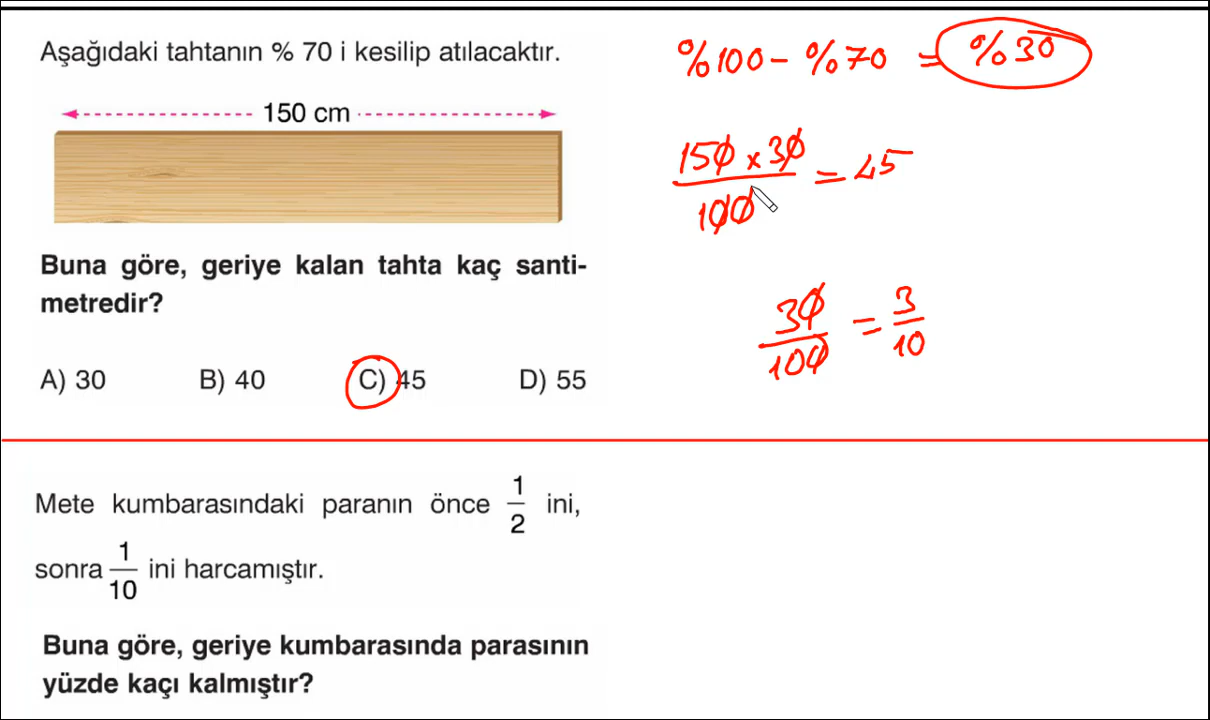 Aşağıdaki tahtanın % 70 i kesilip atılacaktır.
150 cm
Buna göre, geriye kalan tahta kaç santi-
metredir?
A) 30 B) 40 C) 45 D) 55
%100 - %70 = %30
150 x 30
100
= 45
30
100
=
3
10
Mete kumbarasındaki paranın önce 1/2 ini,
sonra 1/10 ini harcamıştır.
Buna göre, geriye kumbarasında parasının
yüzde kaçı kalmıştır?